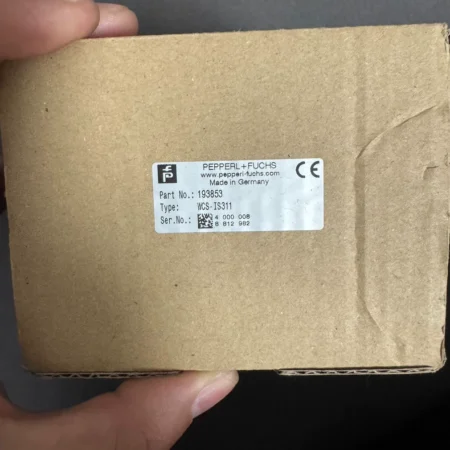 PEPPERL+FUCHS
www.pepperl-fuchs.com
Made in Germany
CE
Part No.: 193853
Type: WCS-IS311
Ser.No.: 4 000 008
8 812 982